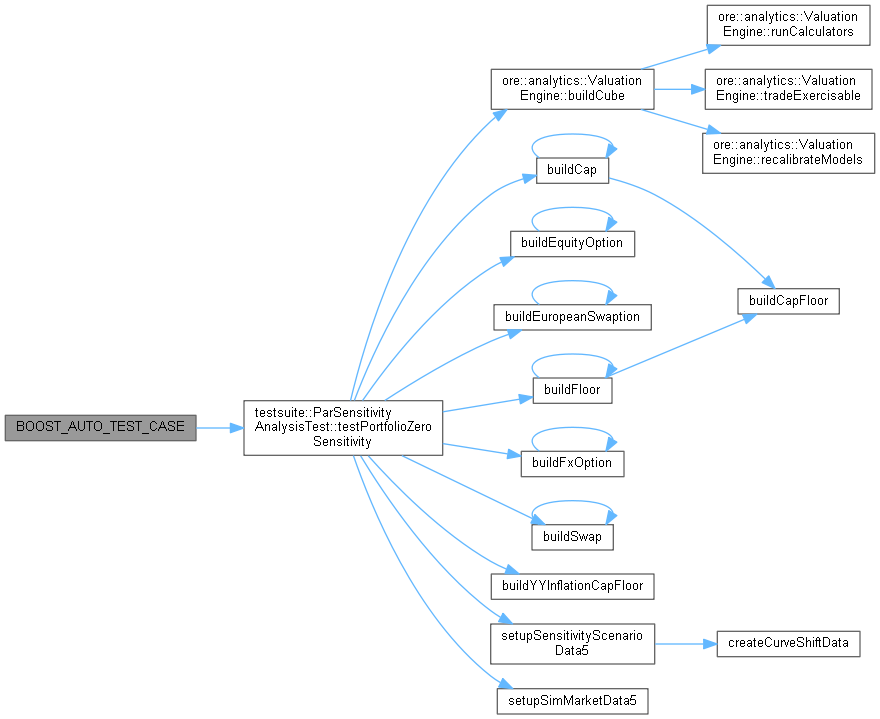 BOOST_AUTO_TEST_CASE
testsuite::ParSensitivity
AnalysisTest::testPortfolioZero
Sensitivity
ore::analytics::Valuation
Engine::buildCube
ore::analytics::Valuation
Engine::runCalculators
ore::analytics::Valuation
Engine::tradeExercisable
ore::analytics::Valuation
Engine::recalibrateModels
buildCap
buildEquityOption
buildEuropeanSwaption
buildFloor
buildCapFloor
buildFxOption
buildSwap
buildYYInflationCapFloor
setupSensitivityScenario
Data5
createCurveShiftData
setupSimMarketData5